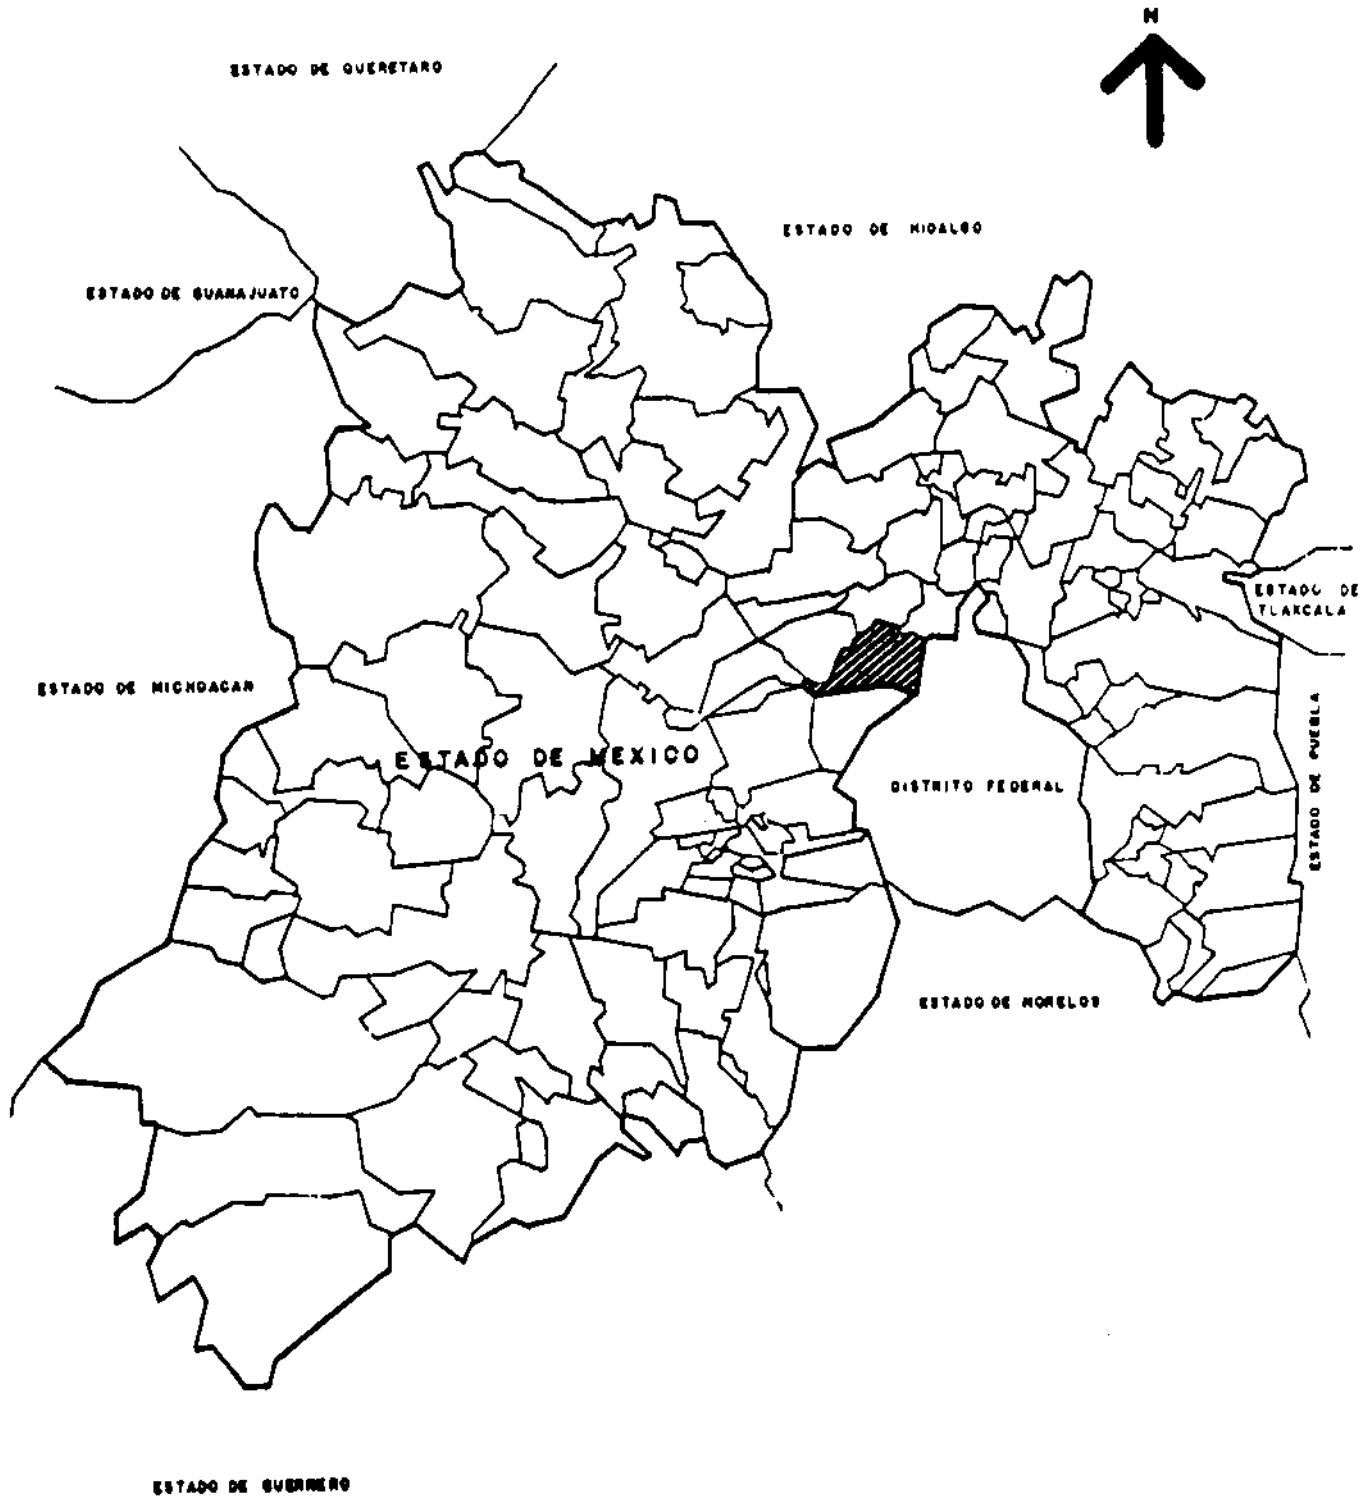 N
ESTADO DE QUERETARO
ESTADO DE HIDALGO
ESTADO DE GUANAJUATO
ESTADO DE
TLAXCALA
ESTADO DE MICHOACAN
ESTADO DE PUEBLA
ESTADO DE MEXICO
DISTRITO FEDERAL
ESTADO DE MORELOS
ESTADO DE GUERRERO